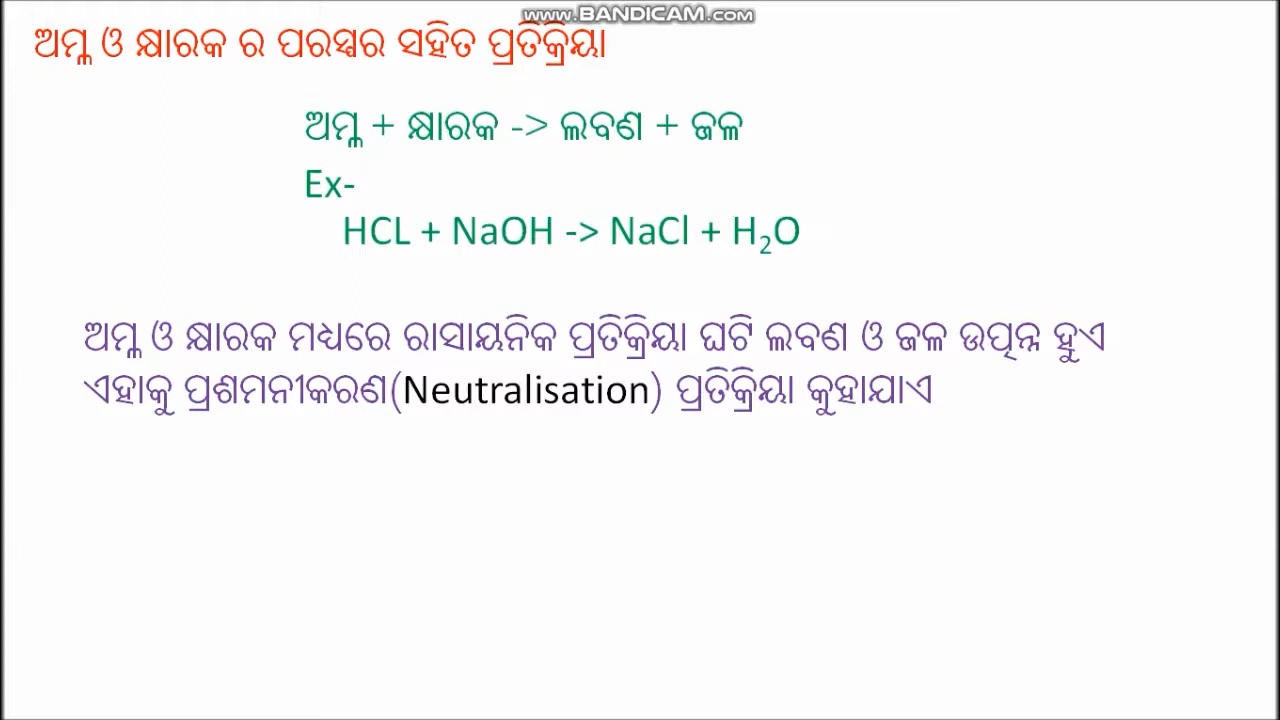 www.BANDICAM.com
ଅମ୍ଳ ଓ କ୍ଷାରକ ର ପରସ୍ପର ସହିତ ପ୍ରତିକ୍ରିୟା
ଅମ୍ଳ + କ୍ଷାରକ -> ଲବଣ + ଜଳ
Ex-
HCL + NaOH -> NaCl + H₂O
ଅମ୍ଳ ଓ କ୍ଷାରକ ମଧ୍ୟରେ ରାସାୟନିକ ପ୍ରତିକ୍ରିୟା ଘଟି ଲବଣ ଓ ଜଳ ଉତ୍ପନ୍ନ ହୁଏ
ଏହାକୁ ପ୍ରଶମନୀକରଣ(Neutralisation) ପ୍ରତିକ୍ରିୟା କୁହାଯାଏ